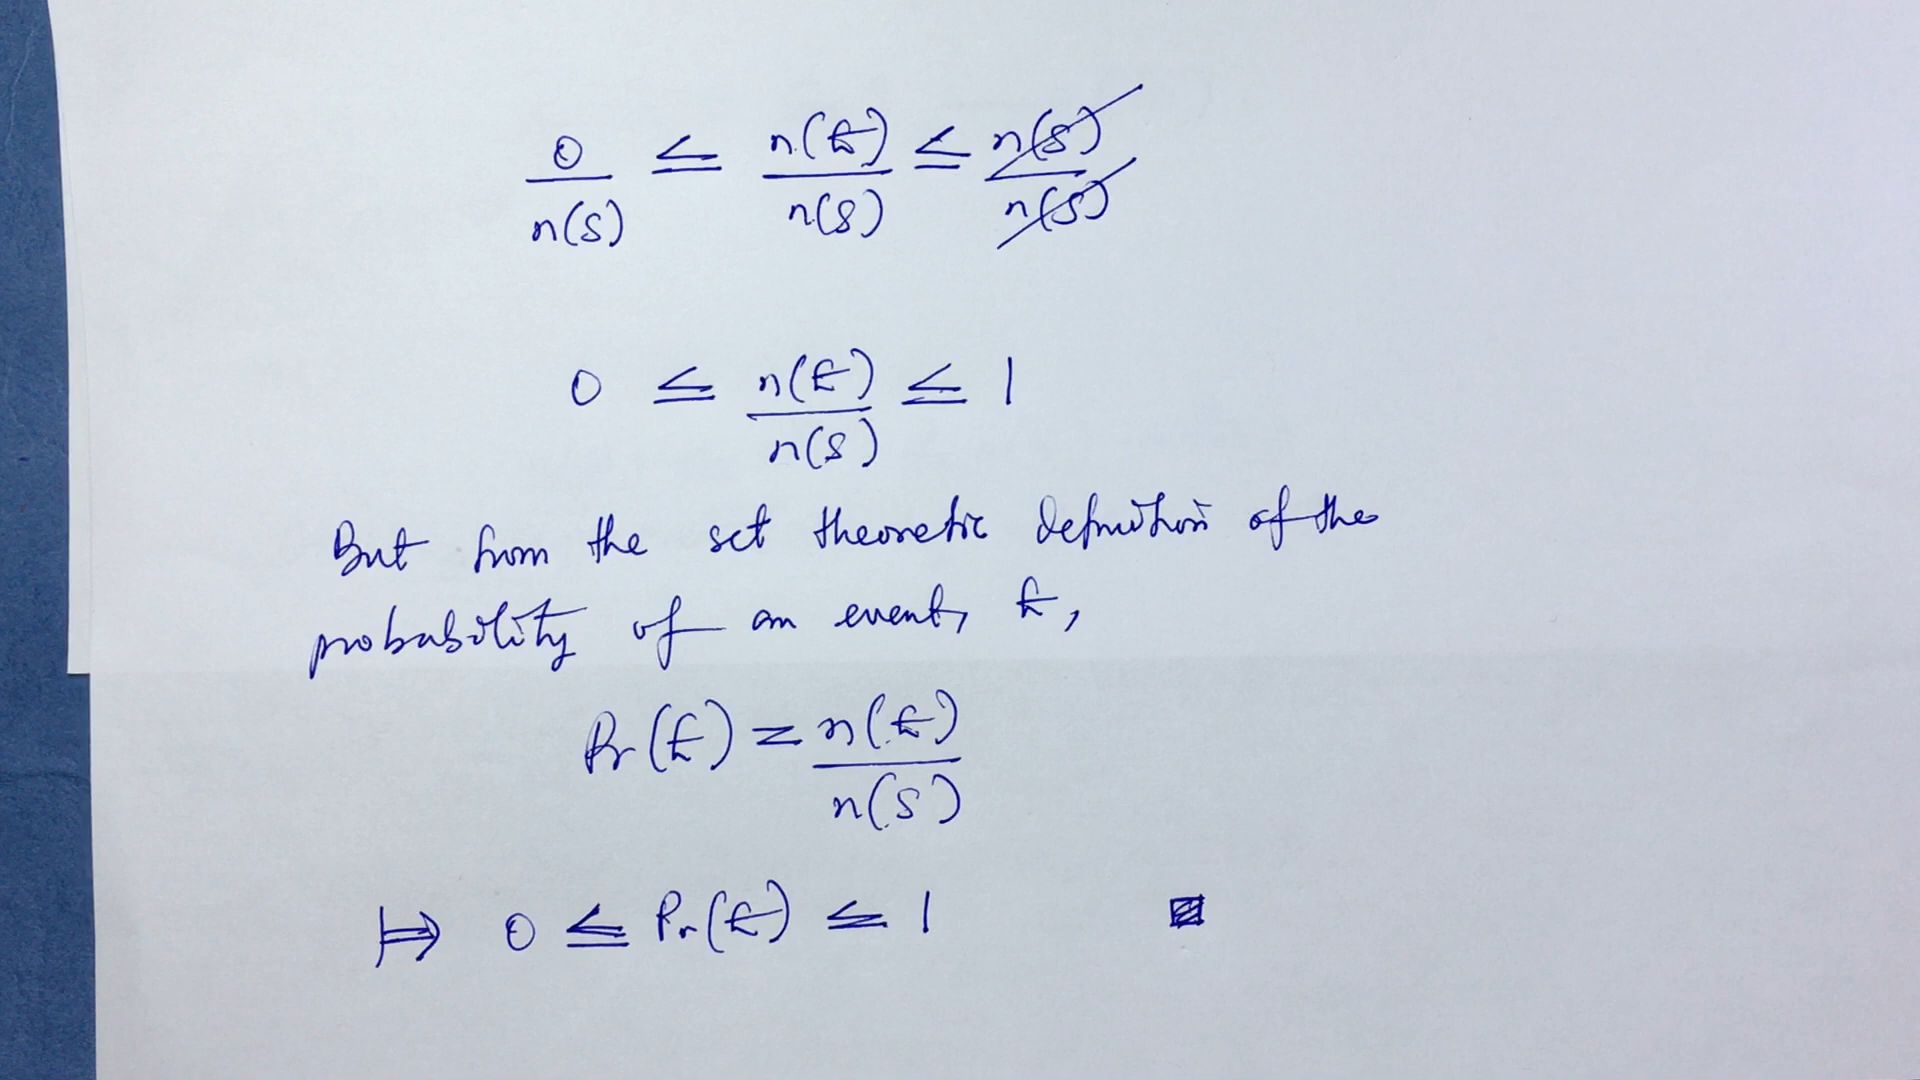 0/n(S) ≤ n(E)/n(S) ≤ n(S)/n(S)
0 ≤ n(E)/n(S) ≤ 1
But from the set theoretic definition of the
probability of an event, E,
Pr(E) = n(E)/n(S)
⊨⇒ 0 ≤ Pr(E) ≤ 1